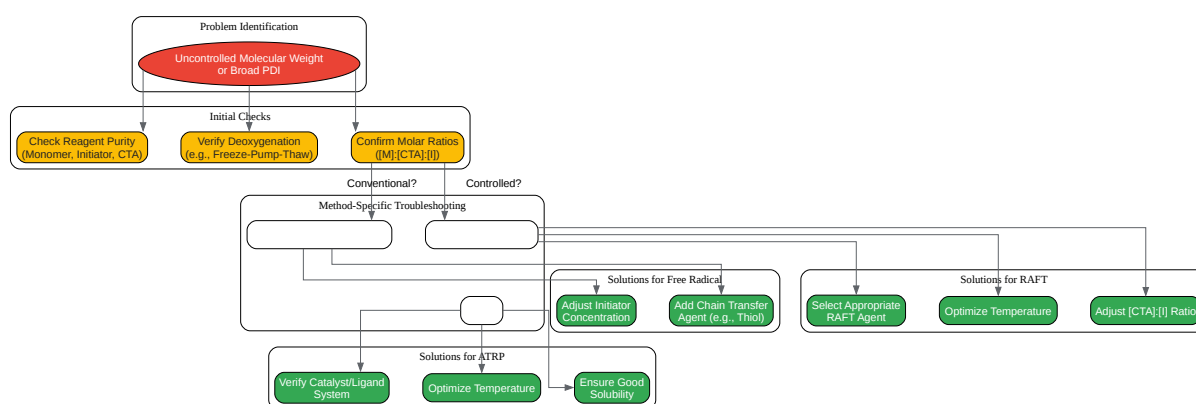 Problem Identification
Uncontrolled Molecular Weight
or Broad PDI
Initial Checks
Check Reagent Purity
(Monomer, Initiator, CTA)
Verify Deoxygenation
(e.g., Freeze-Pump-Thaw)
Confirm Molar Ratios
([M]:[CTA]:[I])
Conventional?
Controlled?
Method-Specific Troubleshooting
Solutions for Free Radical
Adjust Initiator
Concentration
Add Chain Transfer
Agent (e.g., Thiol)
Solutions for RAFT
Select Appropriate
RAFT Agent
Optimize Temperature
Adjust [CTA]:[I] Ratio
Solutions for ATRP
Verify Catalyst/Ligand
System
Optimize Temperature
Ensure Good
Solubility